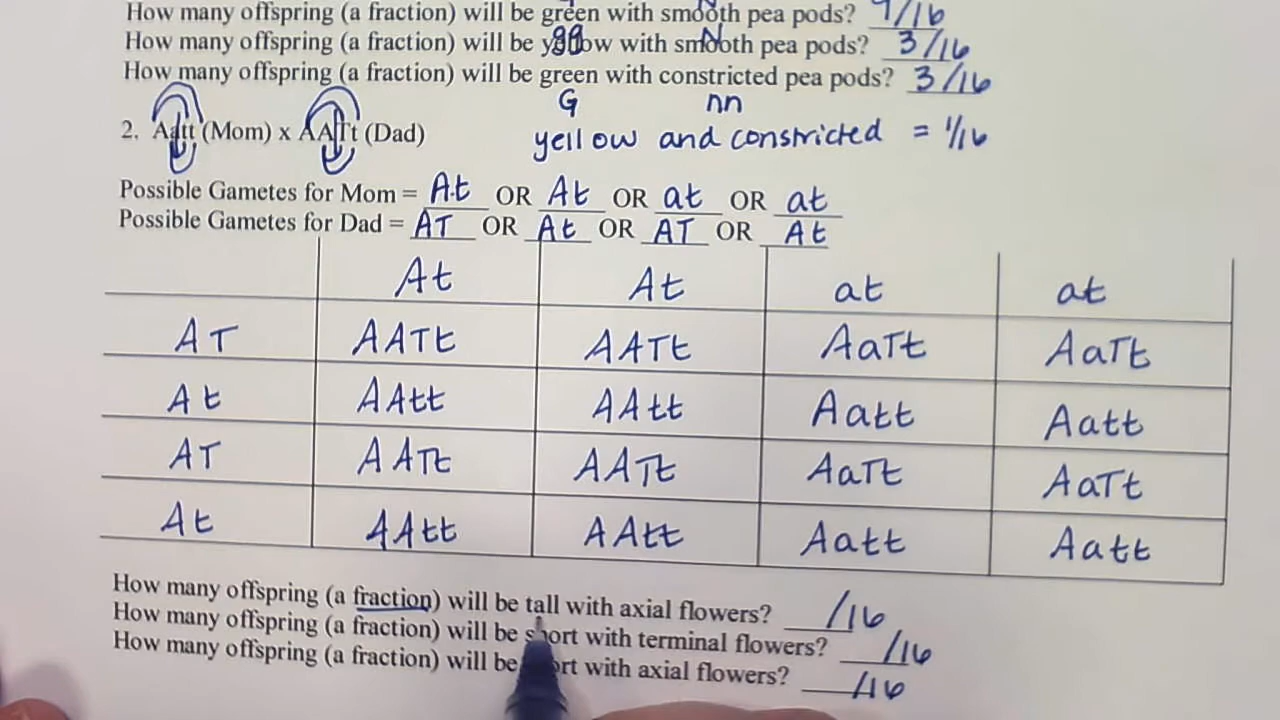 How many offspring (a fraction) will be green with smooth pea pods? 9/16
How many offspring (a fraction) will be yellow with smooth pea pods? 3/16
gg N
How many offspring (a fraction) will be green with constricted pea pods? 3/16
G nn
2. Aatt (Mom) x AATt (Dad) yellow and constricted = 1/16
Possible Gametes for Mom = At OR At OR at OR at
Possible Gametes for Dad = AT OR At OR AT OR At
At At at at
AT AATt AATt AaTt AaTt
At AAtt AAtt Aatt Aatt
AT AATt AATt AaTt AaTt
At AAtt AAtt Aatt Aatt
How many offspring (a fraction) will be tall with axial flowers? /16
How many offspring (a fraction) will be short with terminal flowers? /16
How many offspring (a fraction) will be short with axial flowers? /16